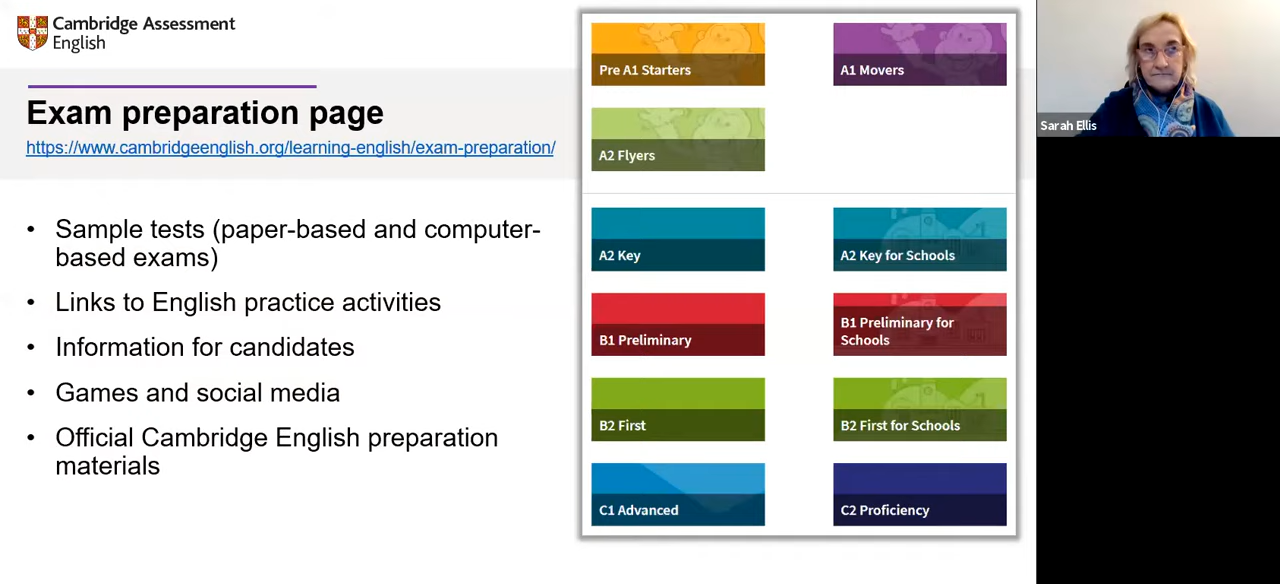 Cambridge Assessment
English
Exam preparation page
https://www.cambridgeenglish.org/learning-english/exam-preparation/
• Sample tests (paper-based and computer-
based exams)
• Links to English practice activities
• Information for candidates
• Games and social media
• Official Cambridge English preparation
materials
Pre A1 Starters
A1 Movers
A2 Flyers
A2 Key
A2 Key for Schools
B1 Preliminary
B1 Preliminary for
Schools
B2 First
B2 First for Schools
C1 Advanced
C2 Proficiency
Sarah Ellis